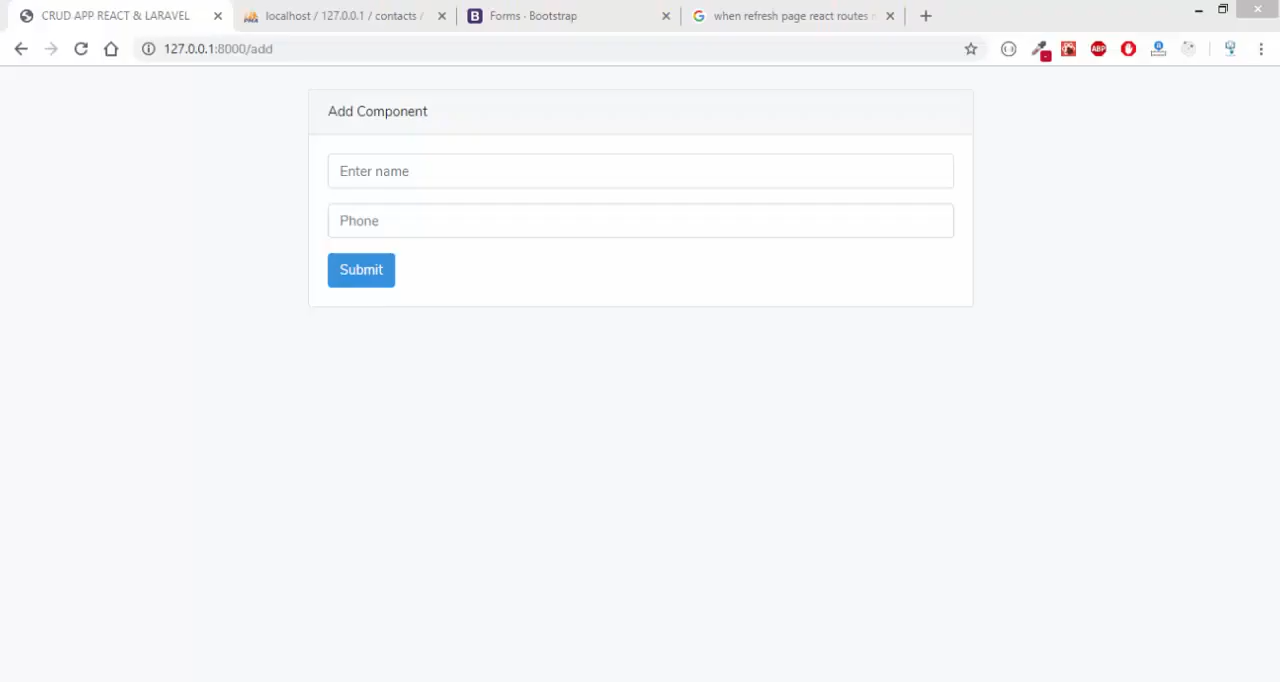 CRUD APP REACT & LARAVEL
localhost / 127.0.0.1 / contacts /
B Forms · Bootstrap
when refresh page react routes
127.0.0.1:8000/add
ABP
Add Component
Enter name
Phone
Submit